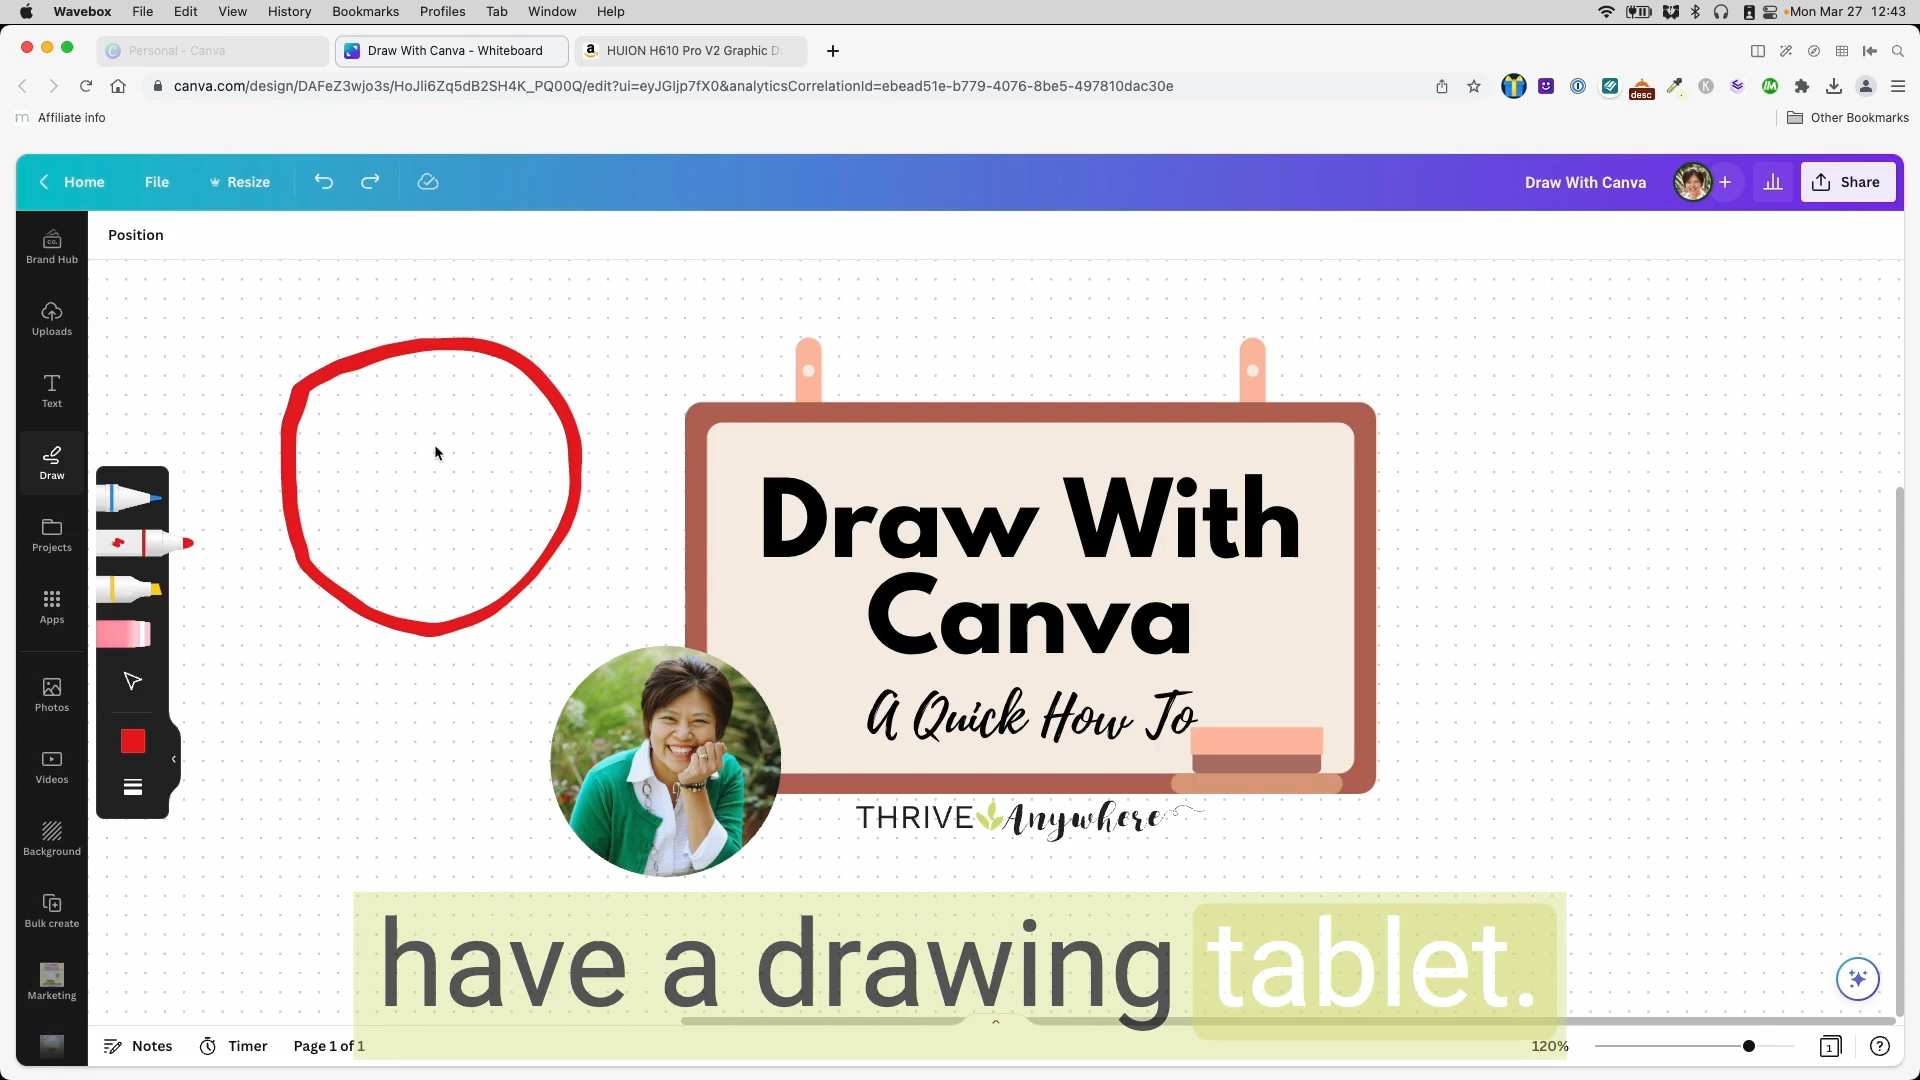 Wavebox File Edit View History Bookmarks Profiles Tab Window Help Mon Mar 27 12:43
Personal - Canva Draw With Canva - Whiteboard HUION H610 Pro V2 Graphic D
canva.com/design/DAFeZ3wjo3s/HoJli6Zq5dB2SH4K_PQ00Q/edit?ui=eyJGIjp7fX0&analyticsCorrelationId=ebead51e-b779-4076-8be5-497810dac30e
desc
Affiliate info Other Bookmarks
Home File Resize Draw With Canva Share
Position
Brand Hub
Uploads
Text
Draw
Projects
Apps
Photos
Videos
Background
Bulk create
Marketing
Draw With
Canva
A Quick How To
THRIVE Anywhere
have a drawing tablet.
Notes Timer Page 1 of 1 120% 1